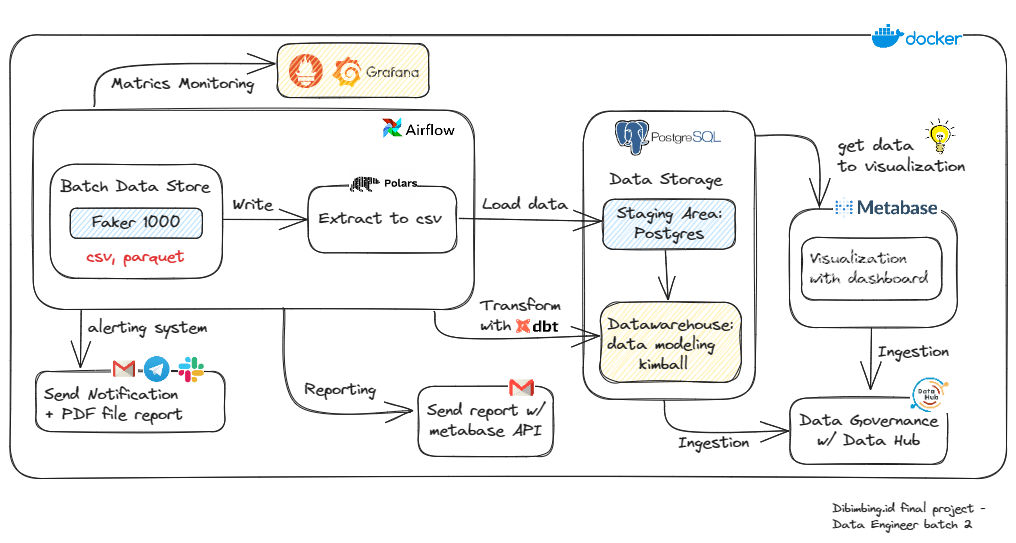 docker
Grafana
Matrics Monitoring
Airflow
PostgreSQL
get data
to visualization
Batch Data Store
Faker 1000
csv, parquet
Write
Polars
Extract to csv
Load data
Data Storage
Staging Area:
Postgres
Metabase
Visualization
with dashboard
Transform
with dbt
Datawarehouse:
data modeling
kimball
alerting system
Send Notification
+ PDF file report
Reporting
Send report w/
metabase API
Ingestion
Ingestion
Data
Hub
Data Governance
w/ Data Hub
Dibimbing.id final project -
Data Engineer batch 2